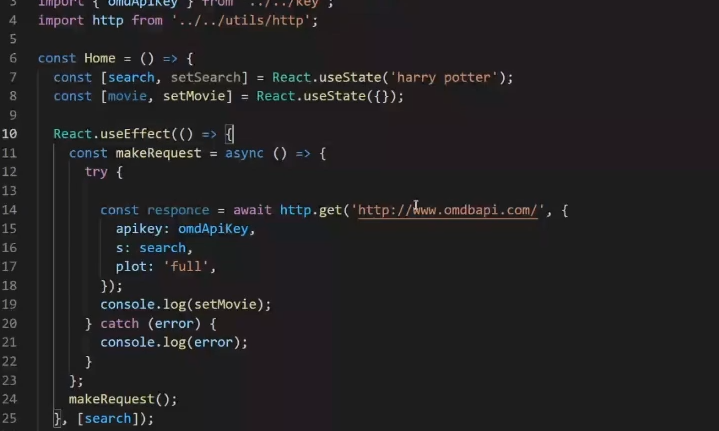 3 import { omdApiKey } from '../../key';
4 import http from '../../utils/http';
5
6 const Home = () => {
7 const [search, setSearch] = React.useState('harry potter');
8 const [movie, setMovie] = React.useState({});
9
10 React.useEffect(() => {
11 const makeRequest = async () => {
12 try {
13
14 const responce = await http.get('http://www.omdbapi.com/', {
15 apikey: omdApiKey,
16 s: search,
17 plot: 'full',
18 });
19 console.log(setMovie);
20 } catch (error) {
21 console.log(error);
22 }
23 };
24 makeRequest();
25 }, [search]);